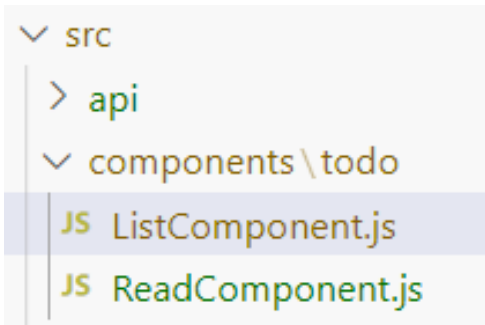 src
api
components\todo
JS ListComponent.js
JS ReadComponent.js